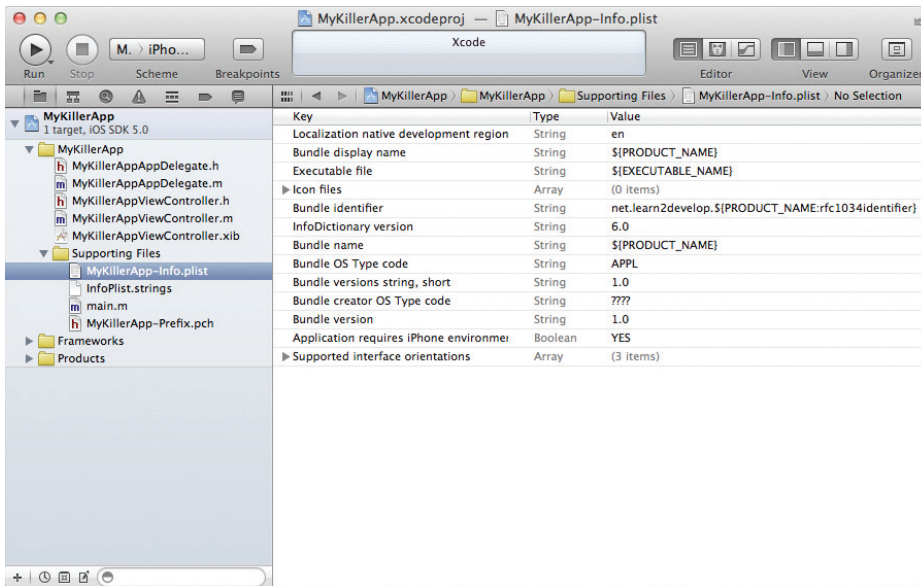 MyKillerApp.xcodeproj — MyKillerApp-Info.plist
M. iPho...
Xcode
Run Stop Scheme Breakpoints Editor View Organizer
MyKillerApp MyKillerApp Supporting Files MyKillerApp-Info.plist No Selection
MyKillerApp
1 target, iOS SDK 5.0
MyKillerApp
h MyKillerAppAppDelegate.h
m MyKillerAppAppDelegate.m
h MyKillerAppViewController.h
m MyKillerAppViewController.m
MyKillerAppViewController.xib
Supporting Files
MyKillerApp-Info.plist
InfoPlist.strings
m main.m
h MyKillerApp-Prefix.pch
Frameworks
Products
Key Type Value
Localization native development region String en
Bundle display name String ${PRODUCT_NAME}
Executable file String ${EXECUTABLE_NAME}
Icon files Array (0 items)
Bundle identifier String net.learn2develop.${PRODUCT_NAME:rfc1034identifier}
InfoDictionary version String 6.0
Bundle name String ${PRODUCT_NAME}
Bundle OS Type code String APPL
Bundle versions string, short String 1.0
Bundle creator OS Type code String ????
Bundle version String 1.0
Application requires iPhone environmen Boolean YES
Supported interface orientations Array (3 items)